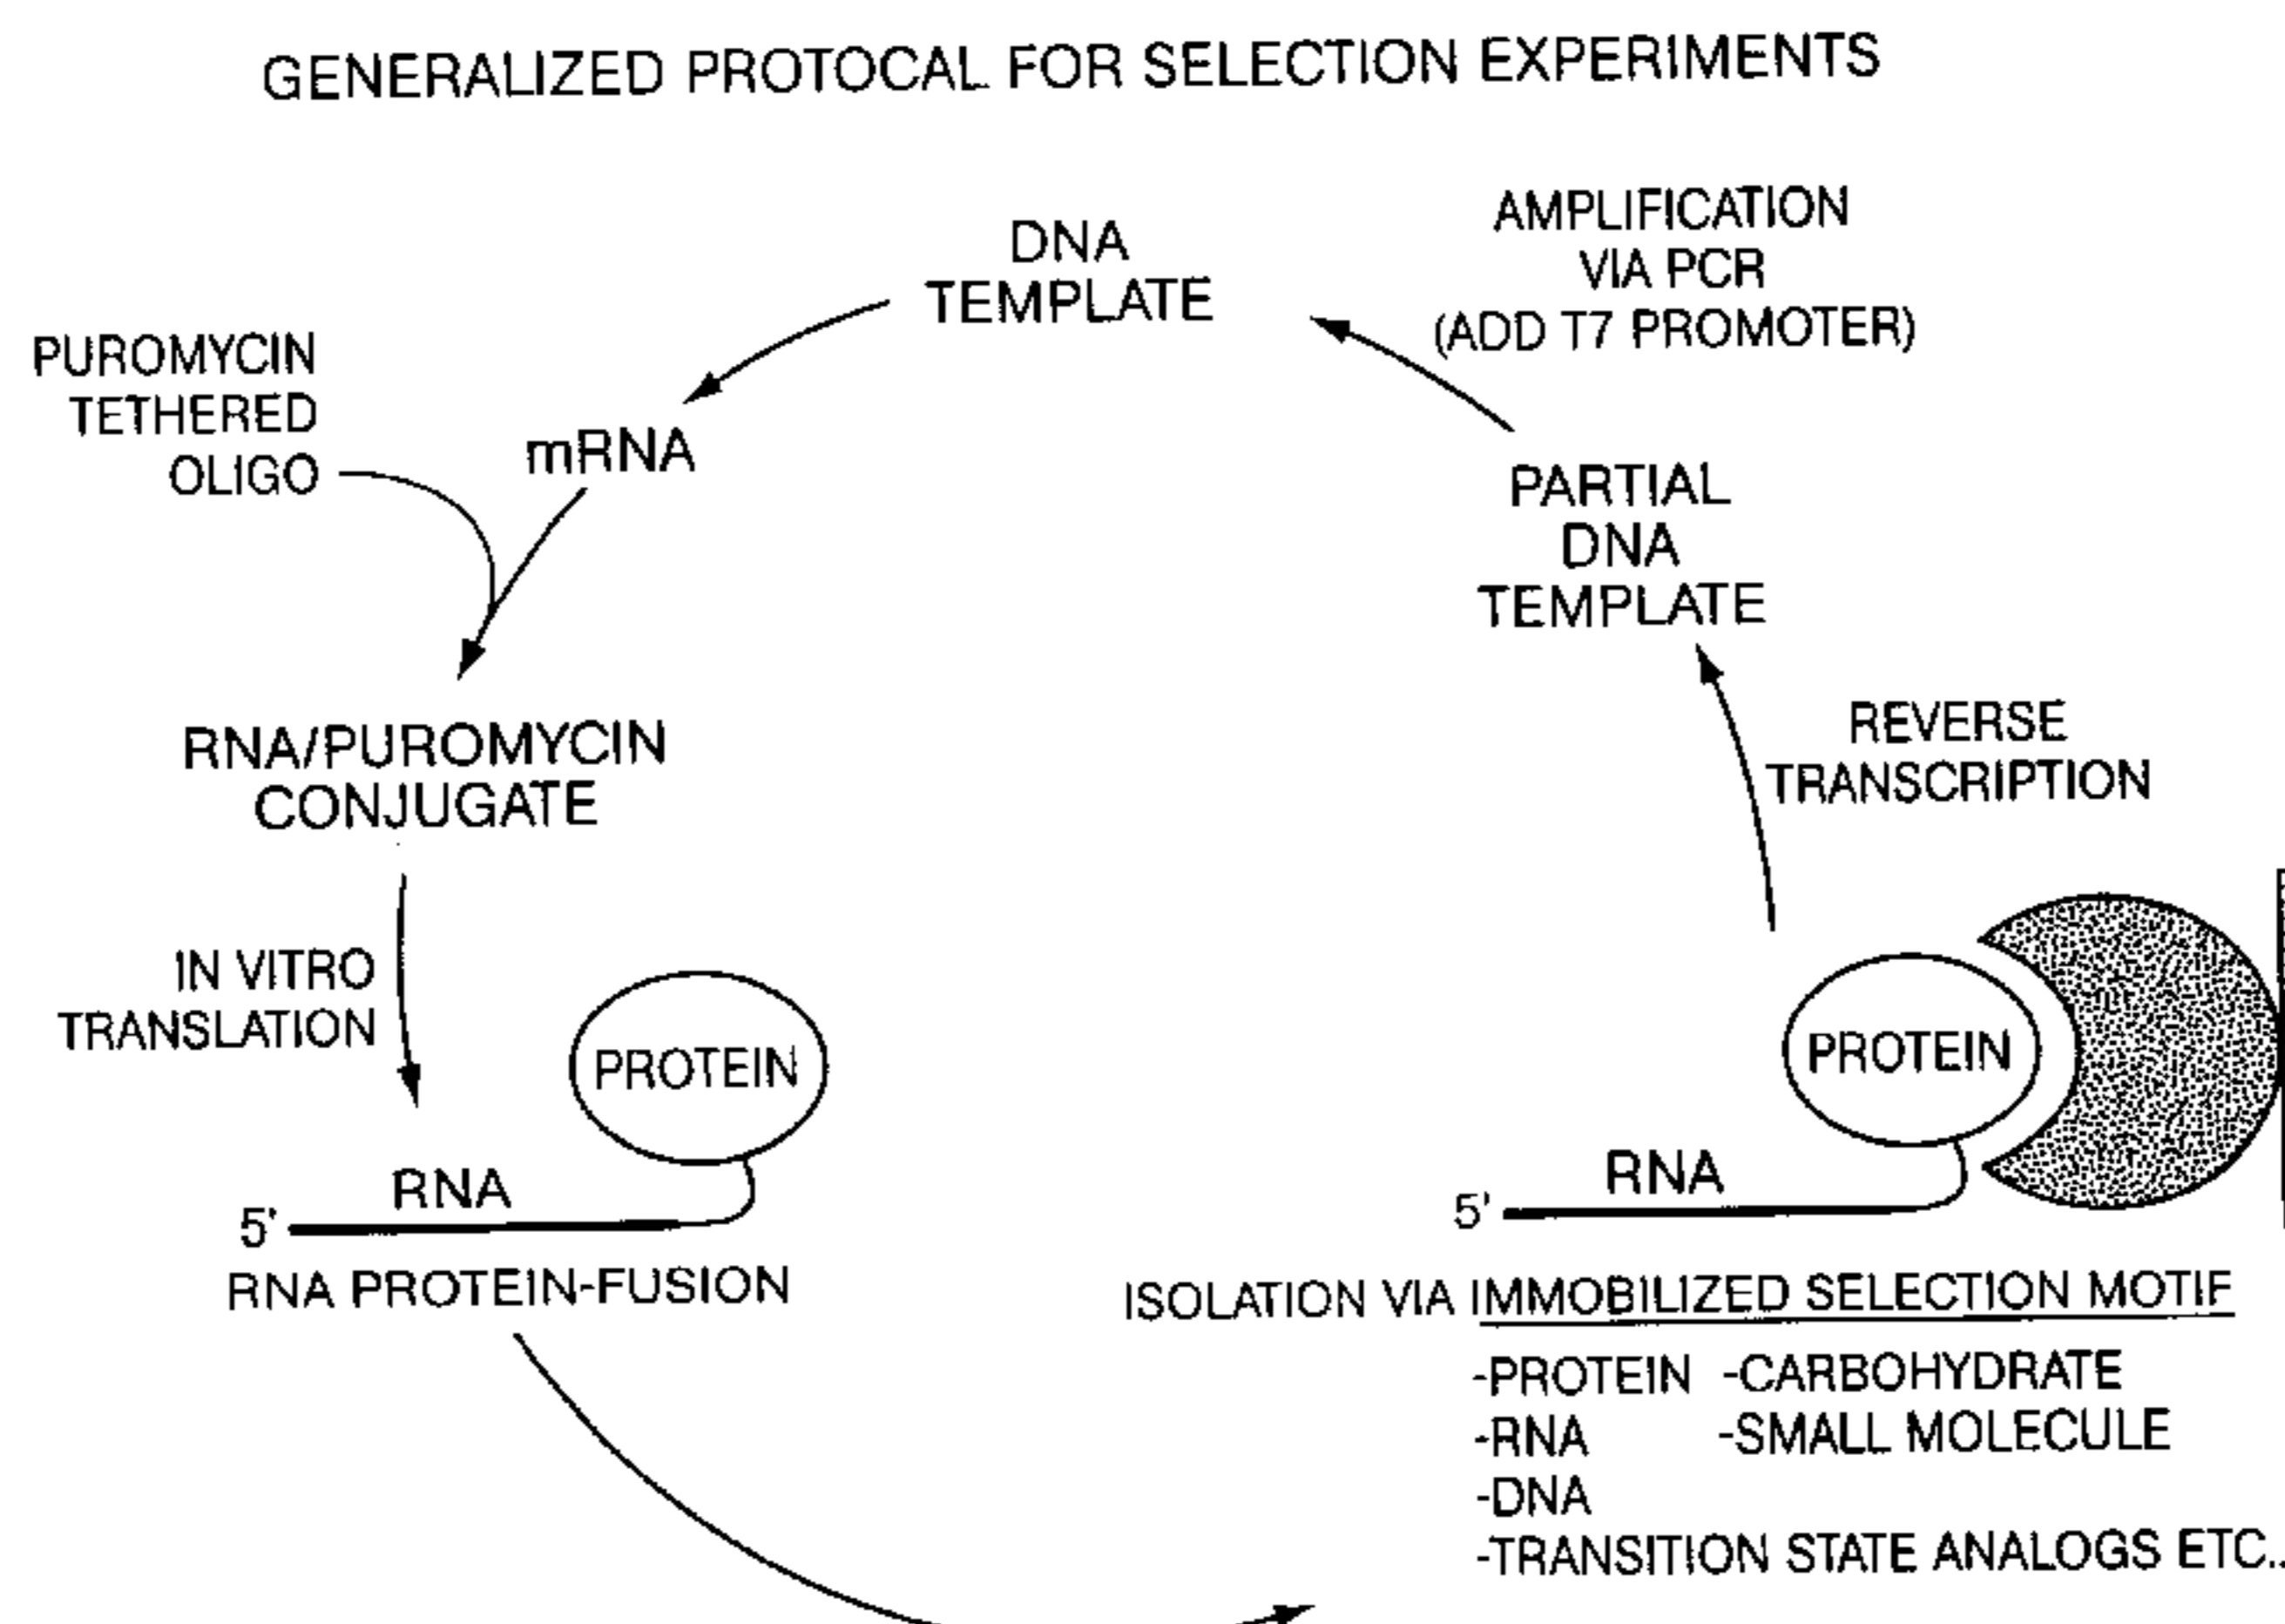 GENERALIZED PROTOCAL FOR SELECTION EXPERIMENTS
DNA
TEMPLATE
AMPLIFICATION
VIA PCR
(ADD T7 PROMOTER)
PUROMYCIN
TETHERED
OLIGO
mRNA
PARTIAL
DNA
TEMPLATE
RNA/PUROMYCIN
CONJUGATE
REVERSE
TRANSCRIPTION
IN VITRO
TRANSLATION
PROTEIN
RNA
5'
RNA PROTEIN-FUSION
PROTEIN
RNA
5'
ISOLATION VIA IMMOBILIZED SELECTION MOTIF
-PROTEIN -CARBOHYDRATE
-RNA -SMALL MOLECULE
-DNA
-TRANSITION STATE ANALOGS ETC..